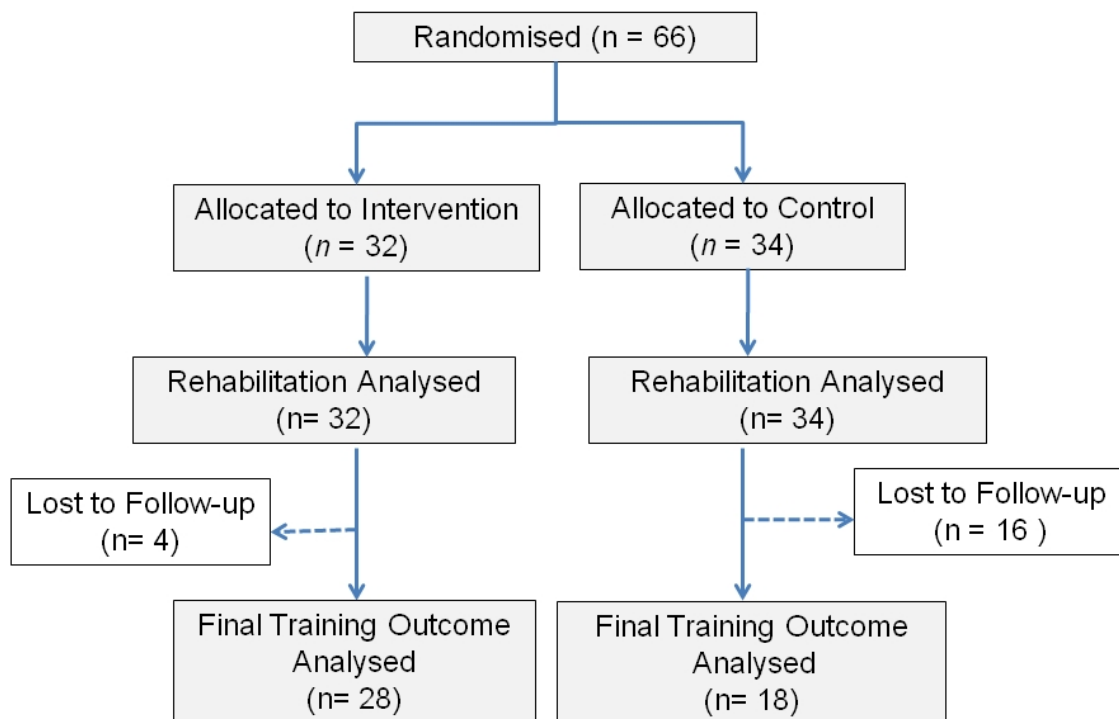 Randomised (n = 66)
Allocated to Intervention
(n = 32)
Allocated to Control
(n = 34)
Rehabilitation Analysed
(n= 32)
Rehabilitation Analysed
(n= 34)
Lost to Follow-up
(n= 4)
Lost to Follow-up
(n = 16 )
Final Training Outcome
Analysed
(n= 28)
Final Training Outcome
Analysed
(n= 18)